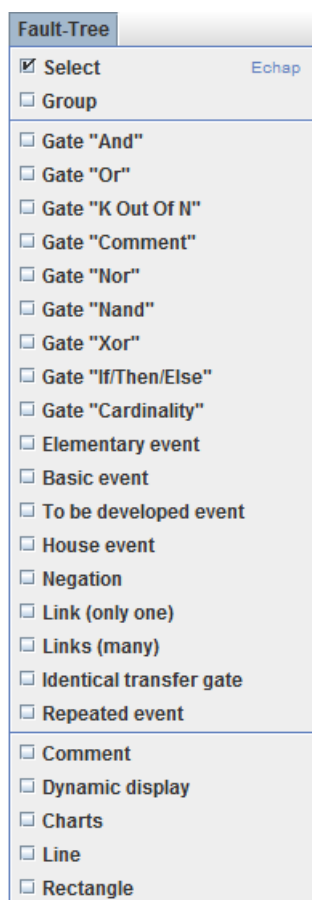 Fault-Tree
Select Echap
Group
Gate "And"
Gate "Or"
Gate "K Out Of N"
Gate "Comment"
Gate "Nor"
Gate "Nand"
Gate "Xor"
Gate "If/Then/Else"
Gate "Cardinality"
Elementary event
Basic event
To be developed event
House event
Negation
Link (only one)
Links (many)
Identical transfer gate
Repeated event
Comment
Dynamic display
Charts
Line
Rectangle